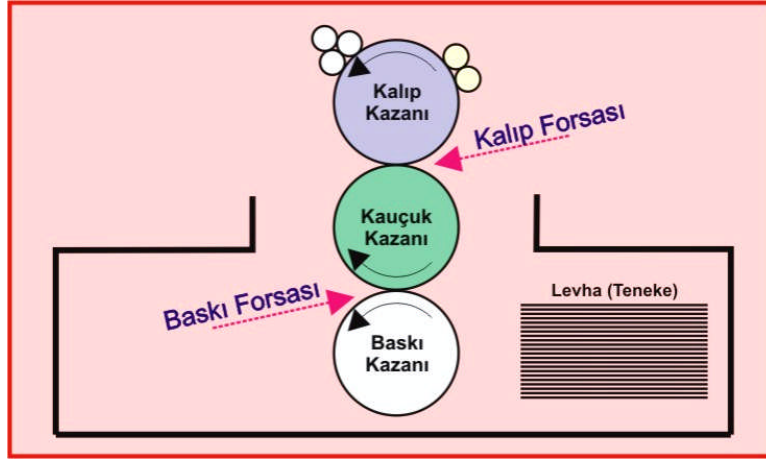 Kalıp
Kazanı
Kalıp Forsası
Kauçuk
Kazanı
Baskı Forsası
Levha (Teneke)
Baskı
Kazanı